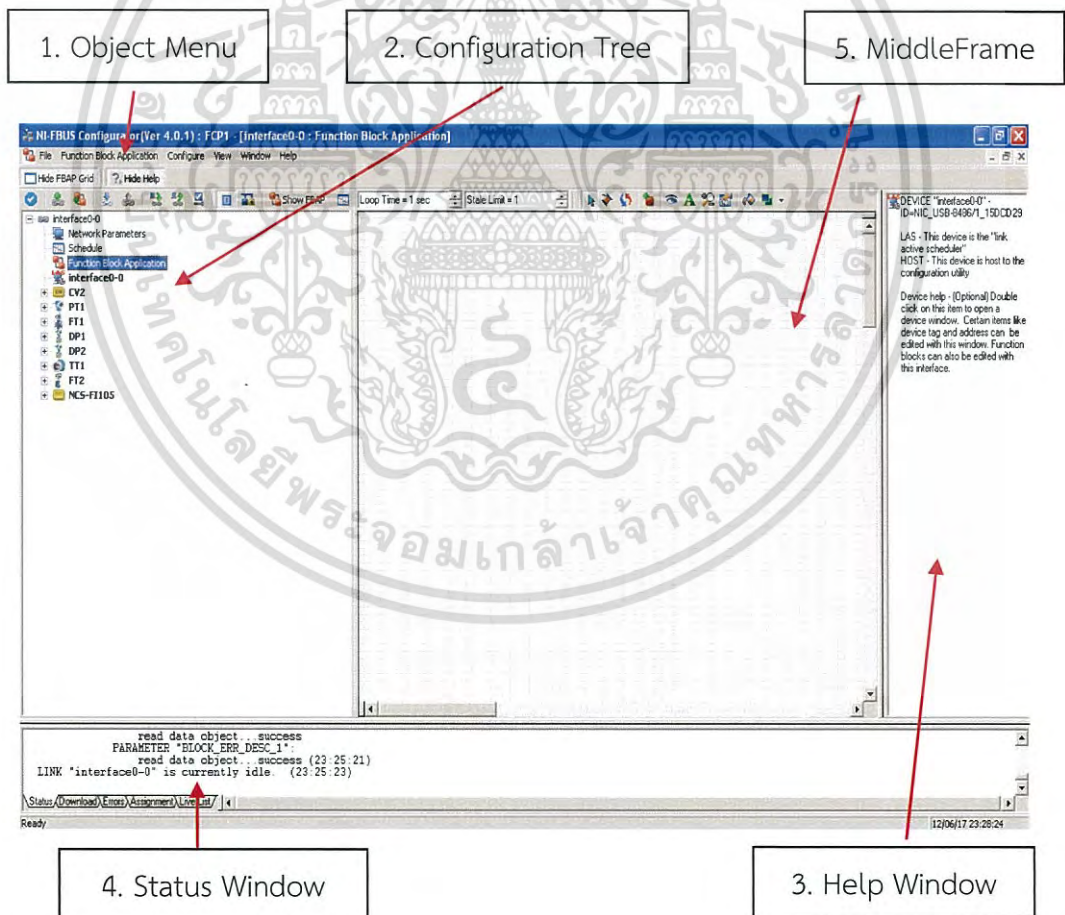 1. Object Menu
2. Configuration Tree
5. MiddleFrame
NI-FBUS Configurator(Ver 4.0.1) : FCP1 - [interface0-0 : Function Block Application]
File Function Block Application Configure View Window Help
Hide FBAP Grid ? Hide Help
Show FBAP Loop Time = 1 sec Stale Limit = 1
interface0-0
Network Parameters
Schedule
Function Block Application
interface0-0
CV2
PT1
FT1
DP1
DP2
TT1
FT2
NCS-FI105
DEVICE "interface0-0" -
ID=NIC_USB-8486/1_15DCD29
LAS - This device is the "link
active scheduler"
HOST - This device is host to the
configuration utility
Device help - (Optional) Double
click on this item to open a
device window. Certain items like
device tag and address can be
edited with this window. Function
blocks can also be edited with
this interface.
read data object...success
PARAMETER "BLOCK_ERR_DESC_1":
read data object...success (23:25:21)
LINK "interface0-0" is currently idle. (23:25:23)
Status Download Errors Assignment Live List
Ready
12/06/17 23:28:24
4. Status Window
3. Help Window